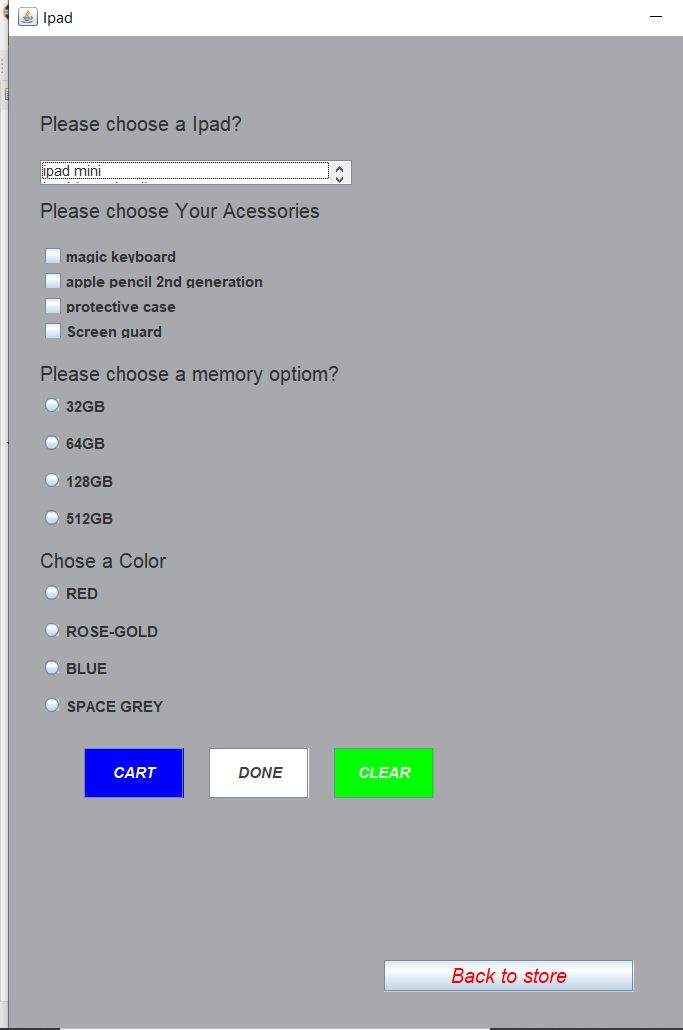 Ipad
Please choose a Ipad?
ipad mini
Please choose Your Acessories
magic keyboard
apple pencil 2nd generation
protective case
Screen guard
Please choose a memory optiom?
32GB
64GB
128GB
512GB
Chose a Color
RED
ROSE-GOLD
BLUE
SPACE GREY
CART DONE CLEAR
Back to store